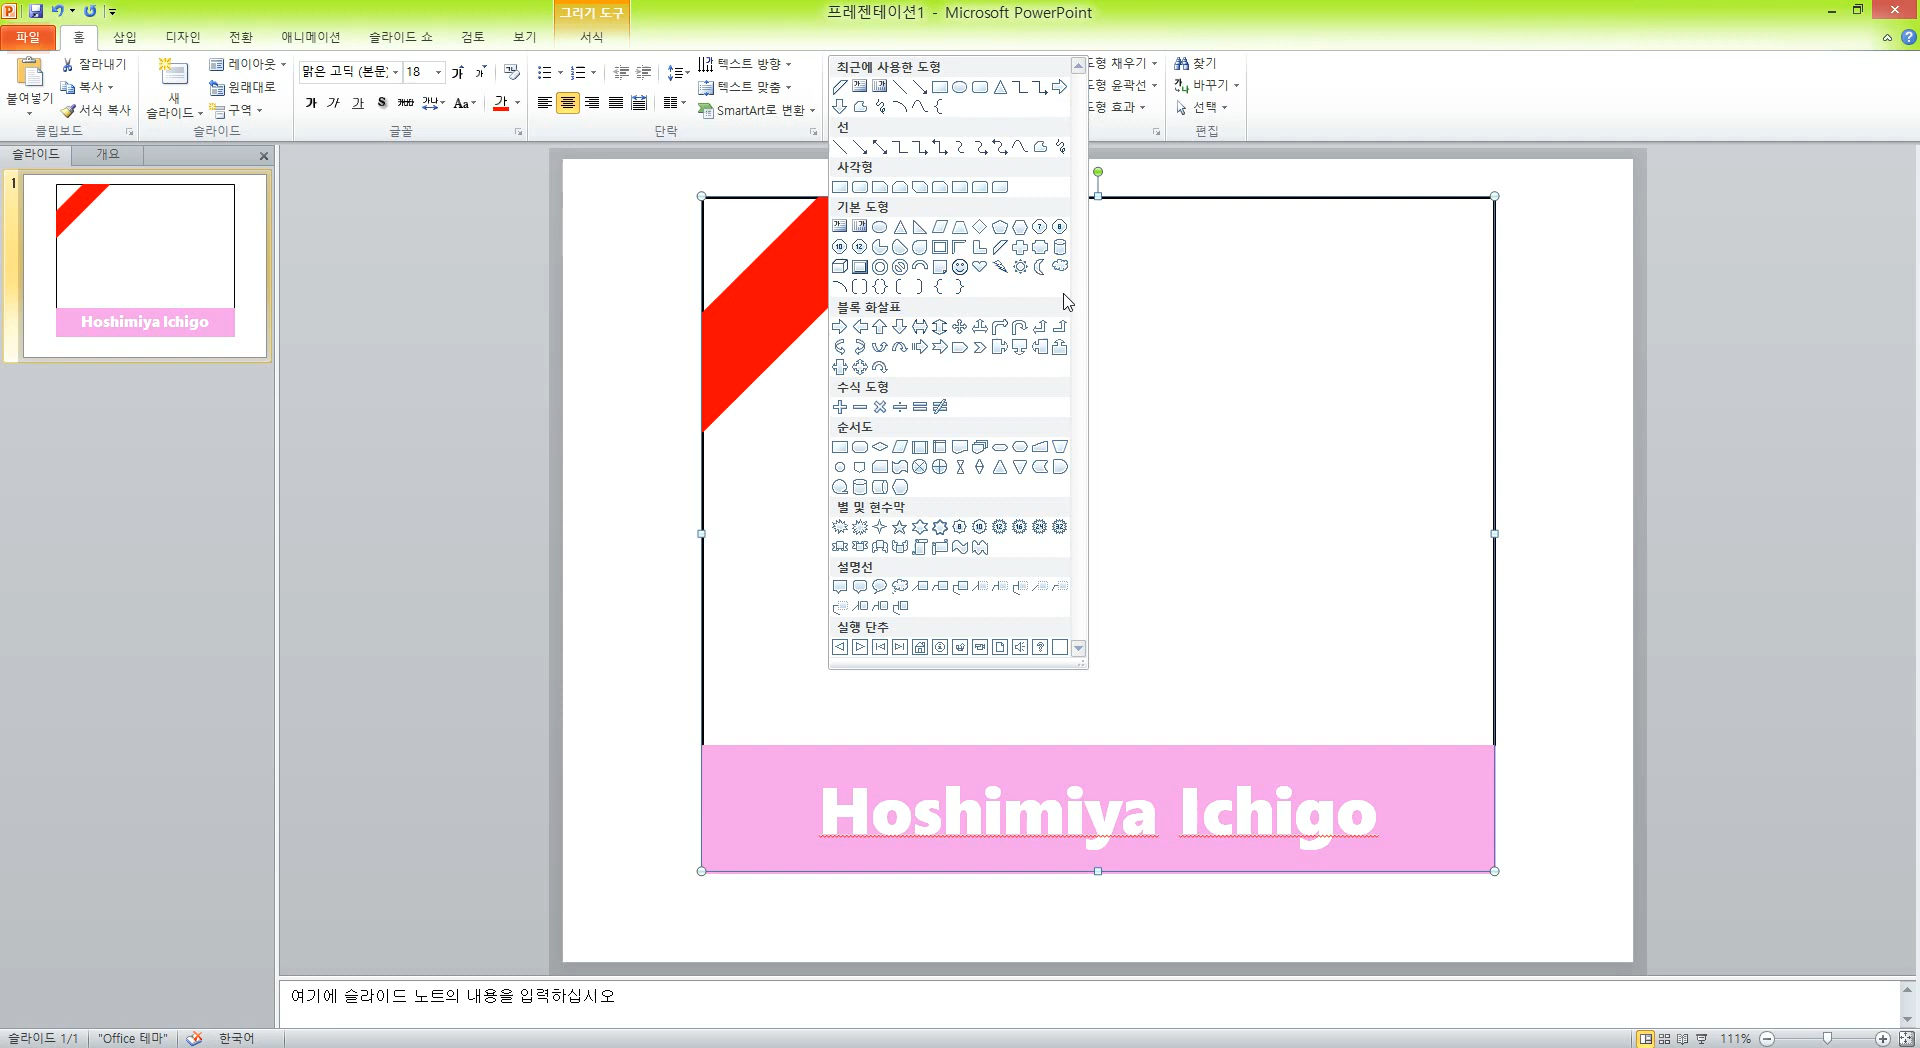 프레젠테이션1 - Microsoft PowerPoint
그리기 도구
파일 홈 삽입 디자인 전환 애니메이션 슬라이드 쇼 검토 보기 서식
붙여넣기
잘라내기
복사
서식 복사
클립보드
새
슬라이드
레이아웃
원래대로
구역
슬라이드
맑은 고딕 (본문) 18
가 가 가 S 가나 Aa 가
글꼴
텍스트 방향
텍스트 맞춤
SmartArt로 변환
단락
도형 채우기
도형 윤곽선
도형 효과
찾기
바꾸기
선택
편집
최근에 사용한 도형
선
사각형
기본 도형
블록 화살표
수식 도형
순서도
별 및 현수막
설명선
실행 단추
슬라이드 개요
1
Hoshimiya Ichigo
Hoshimiya Ichigo
여기에 슬라이드 노트의 내용을 입력하십시오
슬라이드 1/1 "Office 테마" 한국어 111%